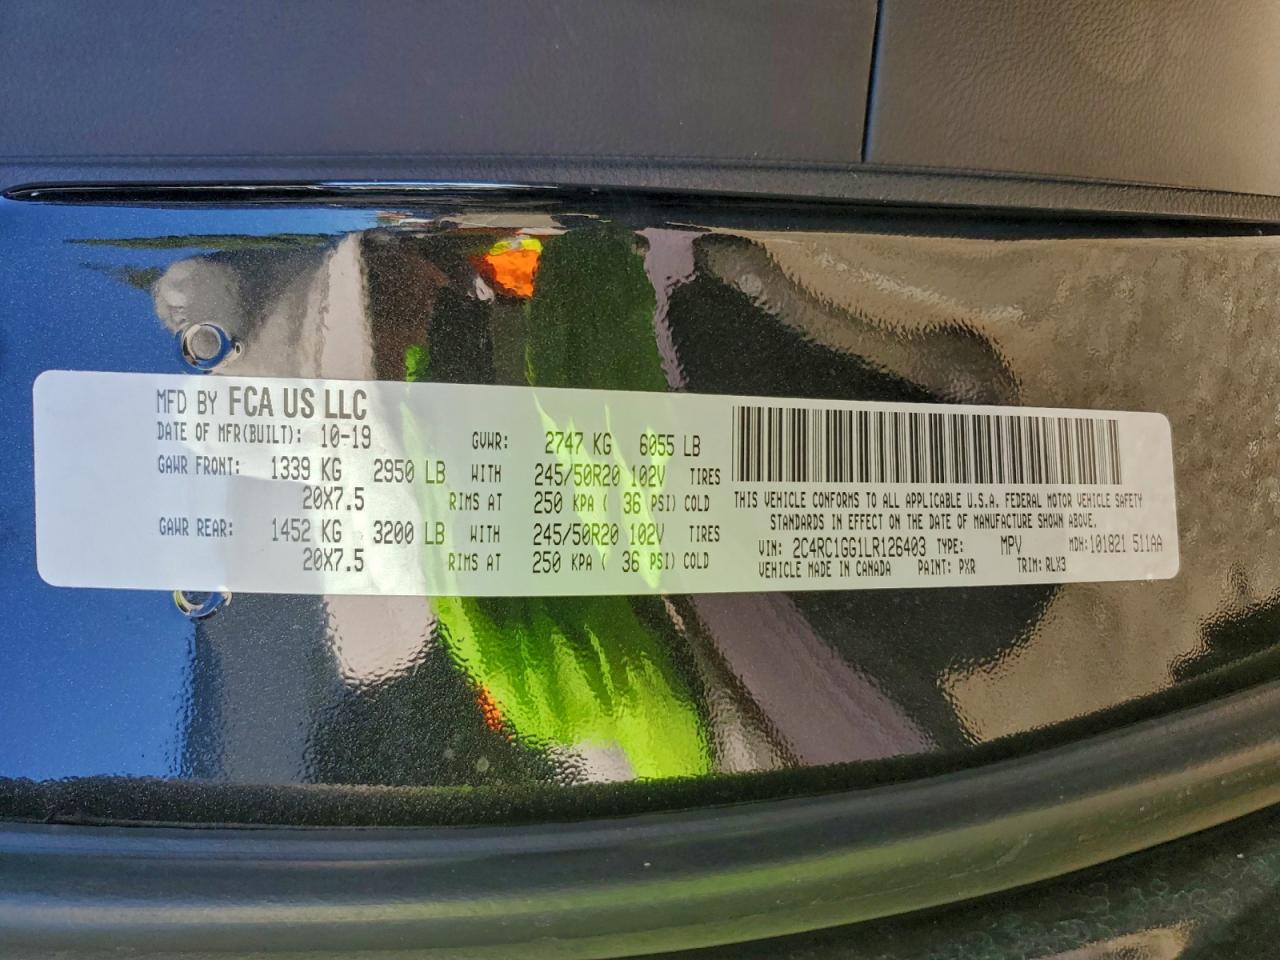 MFD BY FCA US LLC
DATE OF MFR(BUILT): 10-19 GVWR: 2747 KG 6055 LB
GAWR FRONT: 1339 KG 2950 LB WITH 245/50R20 102V TIRES
20X7.5 RIMS AT 250 KPA ( 36 PSI) COLD
GAWR REAR: 1452 KG 3200 LB WITH 245/50R20 102V TIRES
20X7.5 RIMS AT 250 KPA ( 36 PSI) COLD
THIS VEHICLE CONFORMS TO ALL APPLICABLE U.S.A. FEDERAL MOTOR VEHICLE SAFETY
STANDARDS IN EFFECT ON THE DATE OF MANUFACTURE SHOWN ABOVE.
VIN: 2C4RC1GG1LR126403 TYPE: MPV MDH:101821 511AA
VEHICLE MADE IN CANADA PAINT: PXR TRIM: RLX3